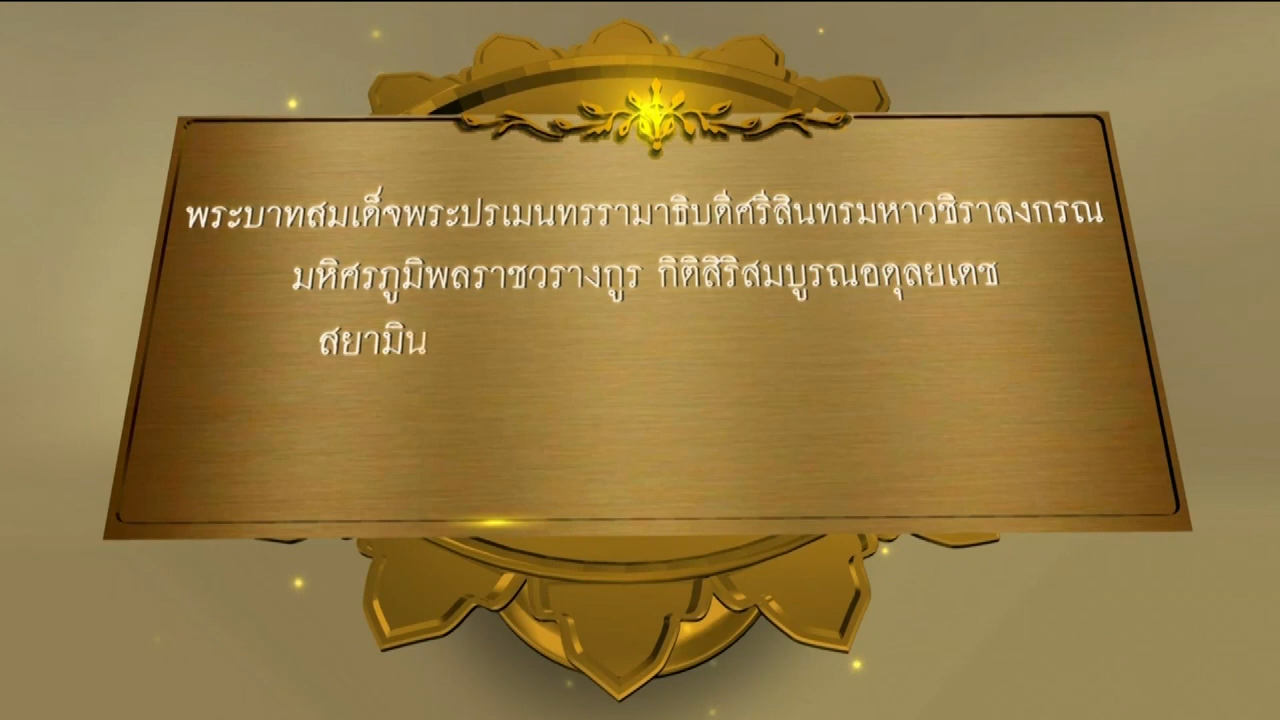 พระบาทสมเด็จพระปรเมนทรรามาธิบดีศรีสินทรมหาวชิราลงกรณ
มหิศรภูมิพลราชวรางกูร กิติสิริสมบูรณอดุลยเดช
สยามิน